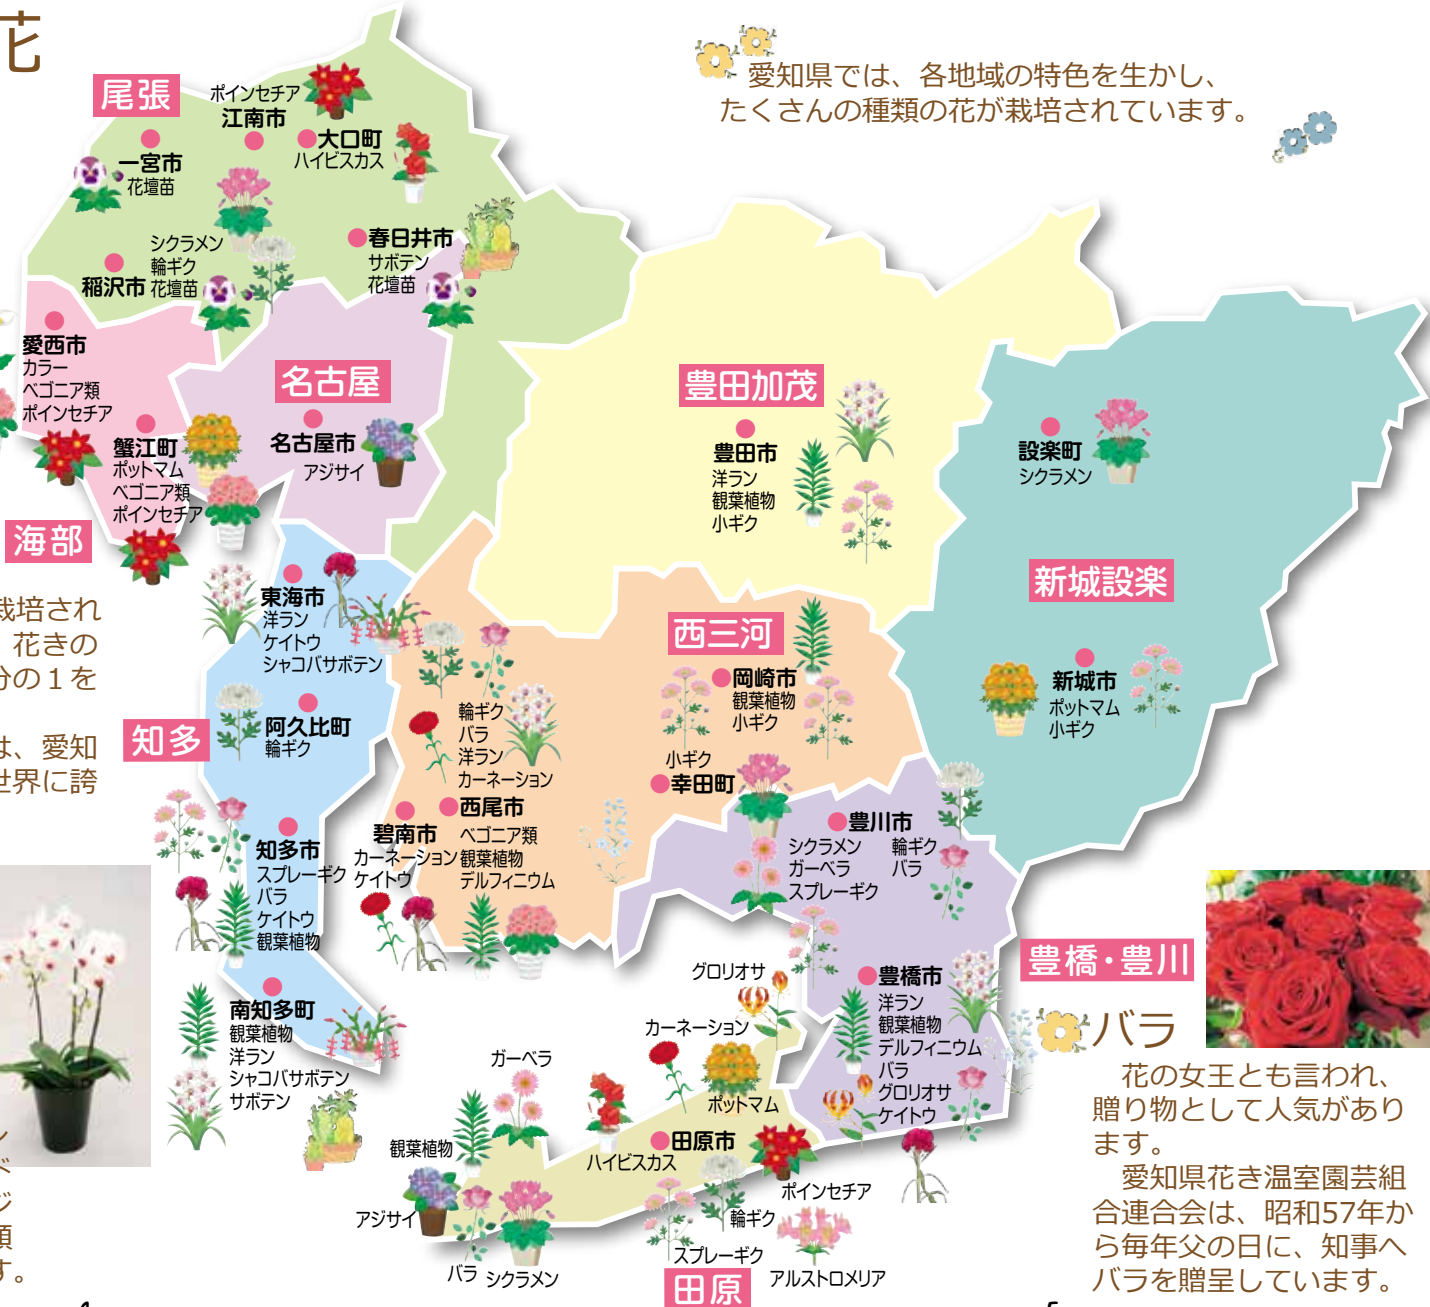 花
愛知県では、各地域の特色を生かし、
たくさんの種類の花が栽培されています。
尾張
ポインセチア
江南市
大口町
ハイビスカス
一宮市
花壇苗
シクラメン
輪ギク
稲沢市 花壇苗
春日井市
サボテン
花壇苗
愛西市
カラー
ベゴニア類
ポインセチア
蟹江町
ポットマム
ベゴニア類
ポインセチア
海部
名古屋
名古屋市
アジサイ
豊田加茂
豊田市
洋ラン
観葉植物
小ギク
設楽町
シクラメン
新城設楽
新城市
ポットマム
小ギク
栽培され
花きの
分の１を
は、愛知
世界に誇
知多
東海市
洋ラン
ケイトウ
シャコバサボテン
阿久比町
輪ギク
知多市
スプレーギク
バラ
ケイトウ
観葉植物
南知多町
観葉植物
洋ラン
シャコバサボテン
サボテン
西三河
岡崎市
観葉植物
小ギク
小ギク
幸田町
輪ギク
バラ
洋ラン
カーネーション
西尾市
ベゴニア類
観葉植物
デルフィニウム
碧南市
カーネーション
ケイトウ
豊川市
シクラメン 輪ギク
ガーベラ バラ
スプレーギク
豊橋・豊川
豊橋市
洋ラン
観葉植物
デルフィニウム
バラ
グロリオサ
ケイトウ
グロリオサ
カーネーション
ガーベラ
ポットマム
観葉植物
田原市
ハイビスカス
ポインセチア
アジサイ
輪ギク
スプレーギク
バラ シクラメン
アルストロメリア
田原
バラ
花の女王とも言われ、
贈り物として人気があり
ます。
愛知県花き温室園芸組
合連合会は、昭和57年か
ら毎年父の日に、知事へ
バラを贈呈しています。
ン
ジ
類
す。